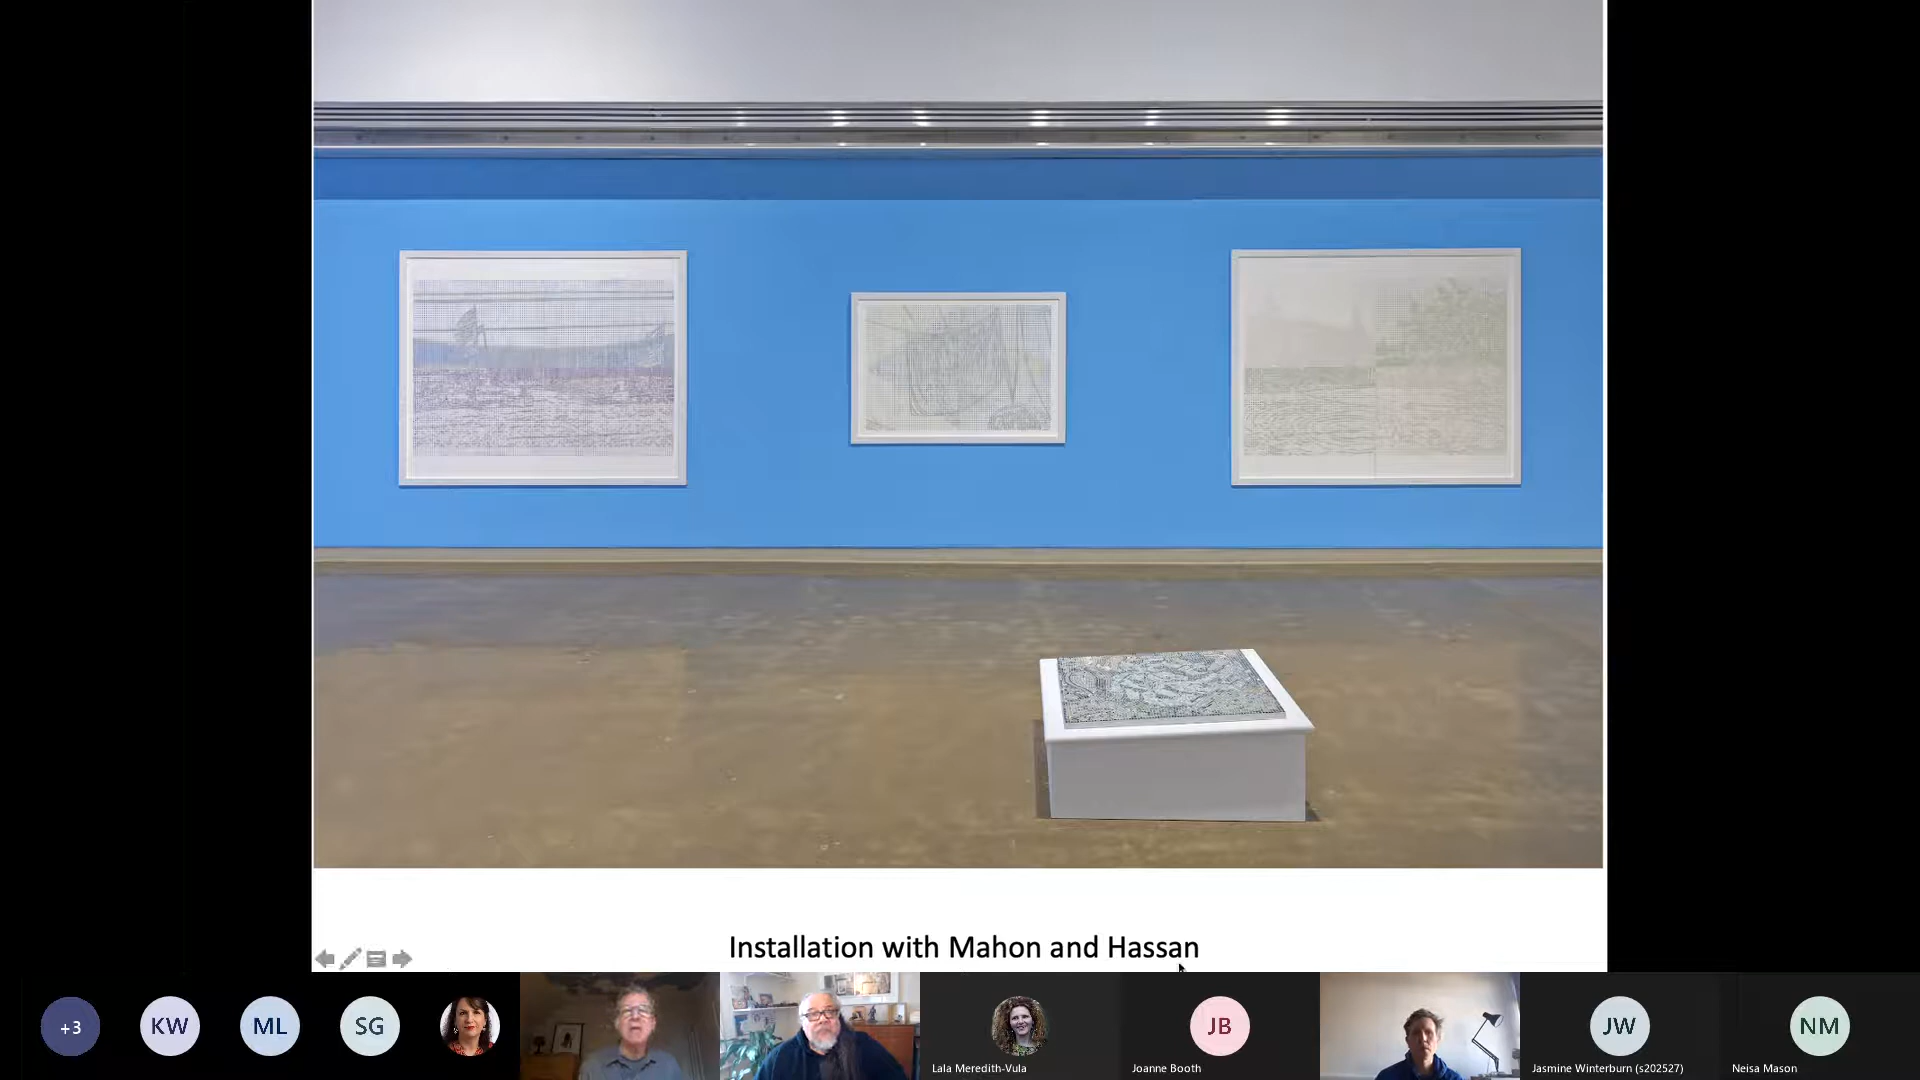 Installation with Mahon and Hassan
+3
KW
ML
SG
Lala Meredith-Vula
JB
Joanne Booth
JW
Jasmine Winterburn (s202527)
NM
Neisa Mason